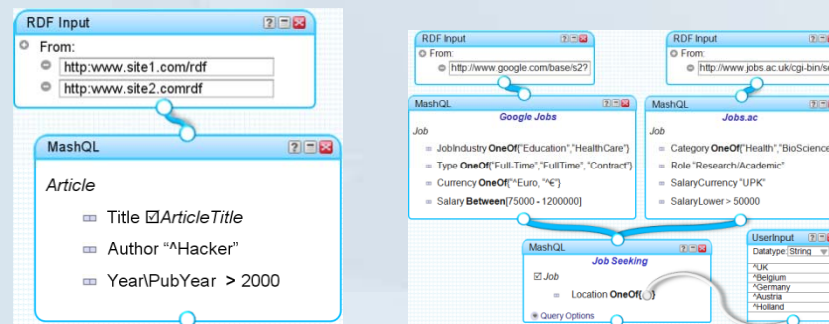 RDF Input
From:
http:www.site1.com/rdf
http:www.site2.comrdf
MashQL
Article
Title ☑ArticleTitle
Author "^Hacker"
Year\PubYear > 2000
RDF Input
From:
http://www.google.com/base/s2?
MashQL
Google Jobs
Job
JobIndustry OneOf{"Education","HealthCare"}
Type OneOf{"Full-Time","FullTime", "Contract"}
Currency OneOf{"^Euro, "^€"}
Salary Between[75000 - 1200000]
RDF Input
From:
http://www.jobs.ac.uk/cgi-bin/se
MashQL
Jobs.ac
Job
Category OneOf{"Health","BioScience
Role "Research/Academic"
SalaryCurrency "UPK"
SalaryLower > 50000
MashQL
Job Seeking
☑ Job
Location OneOf{ }
Query Options
UserInput
Datatype: String
^UK
^Belgium
^Germany
^Austria
^Holland